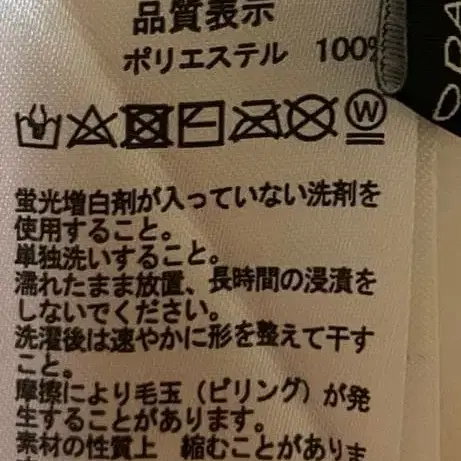 品質表示
ポリエステル 100%
W
蛍光増白剤が入っていない洗剤を
使用すること。
単独洗いすること。
濡れたまま放置、長時間の浸漬を
しないでください。
洗濯後は速やかに形を整えて干す
こと。
摩擦により毛玉（ピリング）が発
生することがあります。
素材の性質上 縮むことがありま